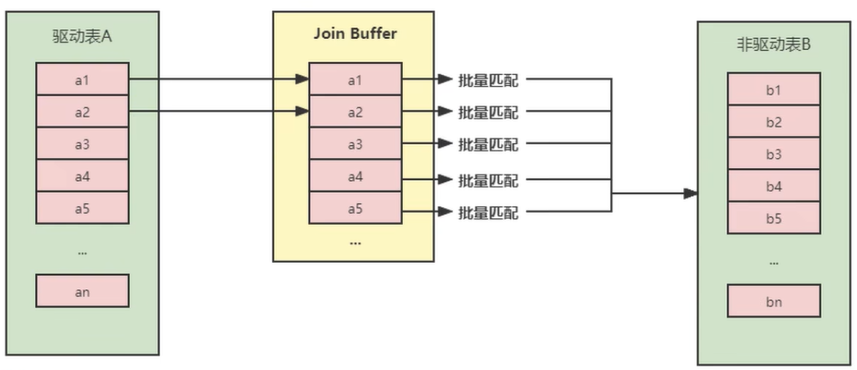 驱动表A
a1
a2
a3
a4
a5
...
an
Join Buffer
a1
a2
a3
a4
a5
...
批量匹配
批量匹配
批量匹配
批量匹配
批量匹配
非驱动表B
b1
b2
b3
b4
b5
...
bn